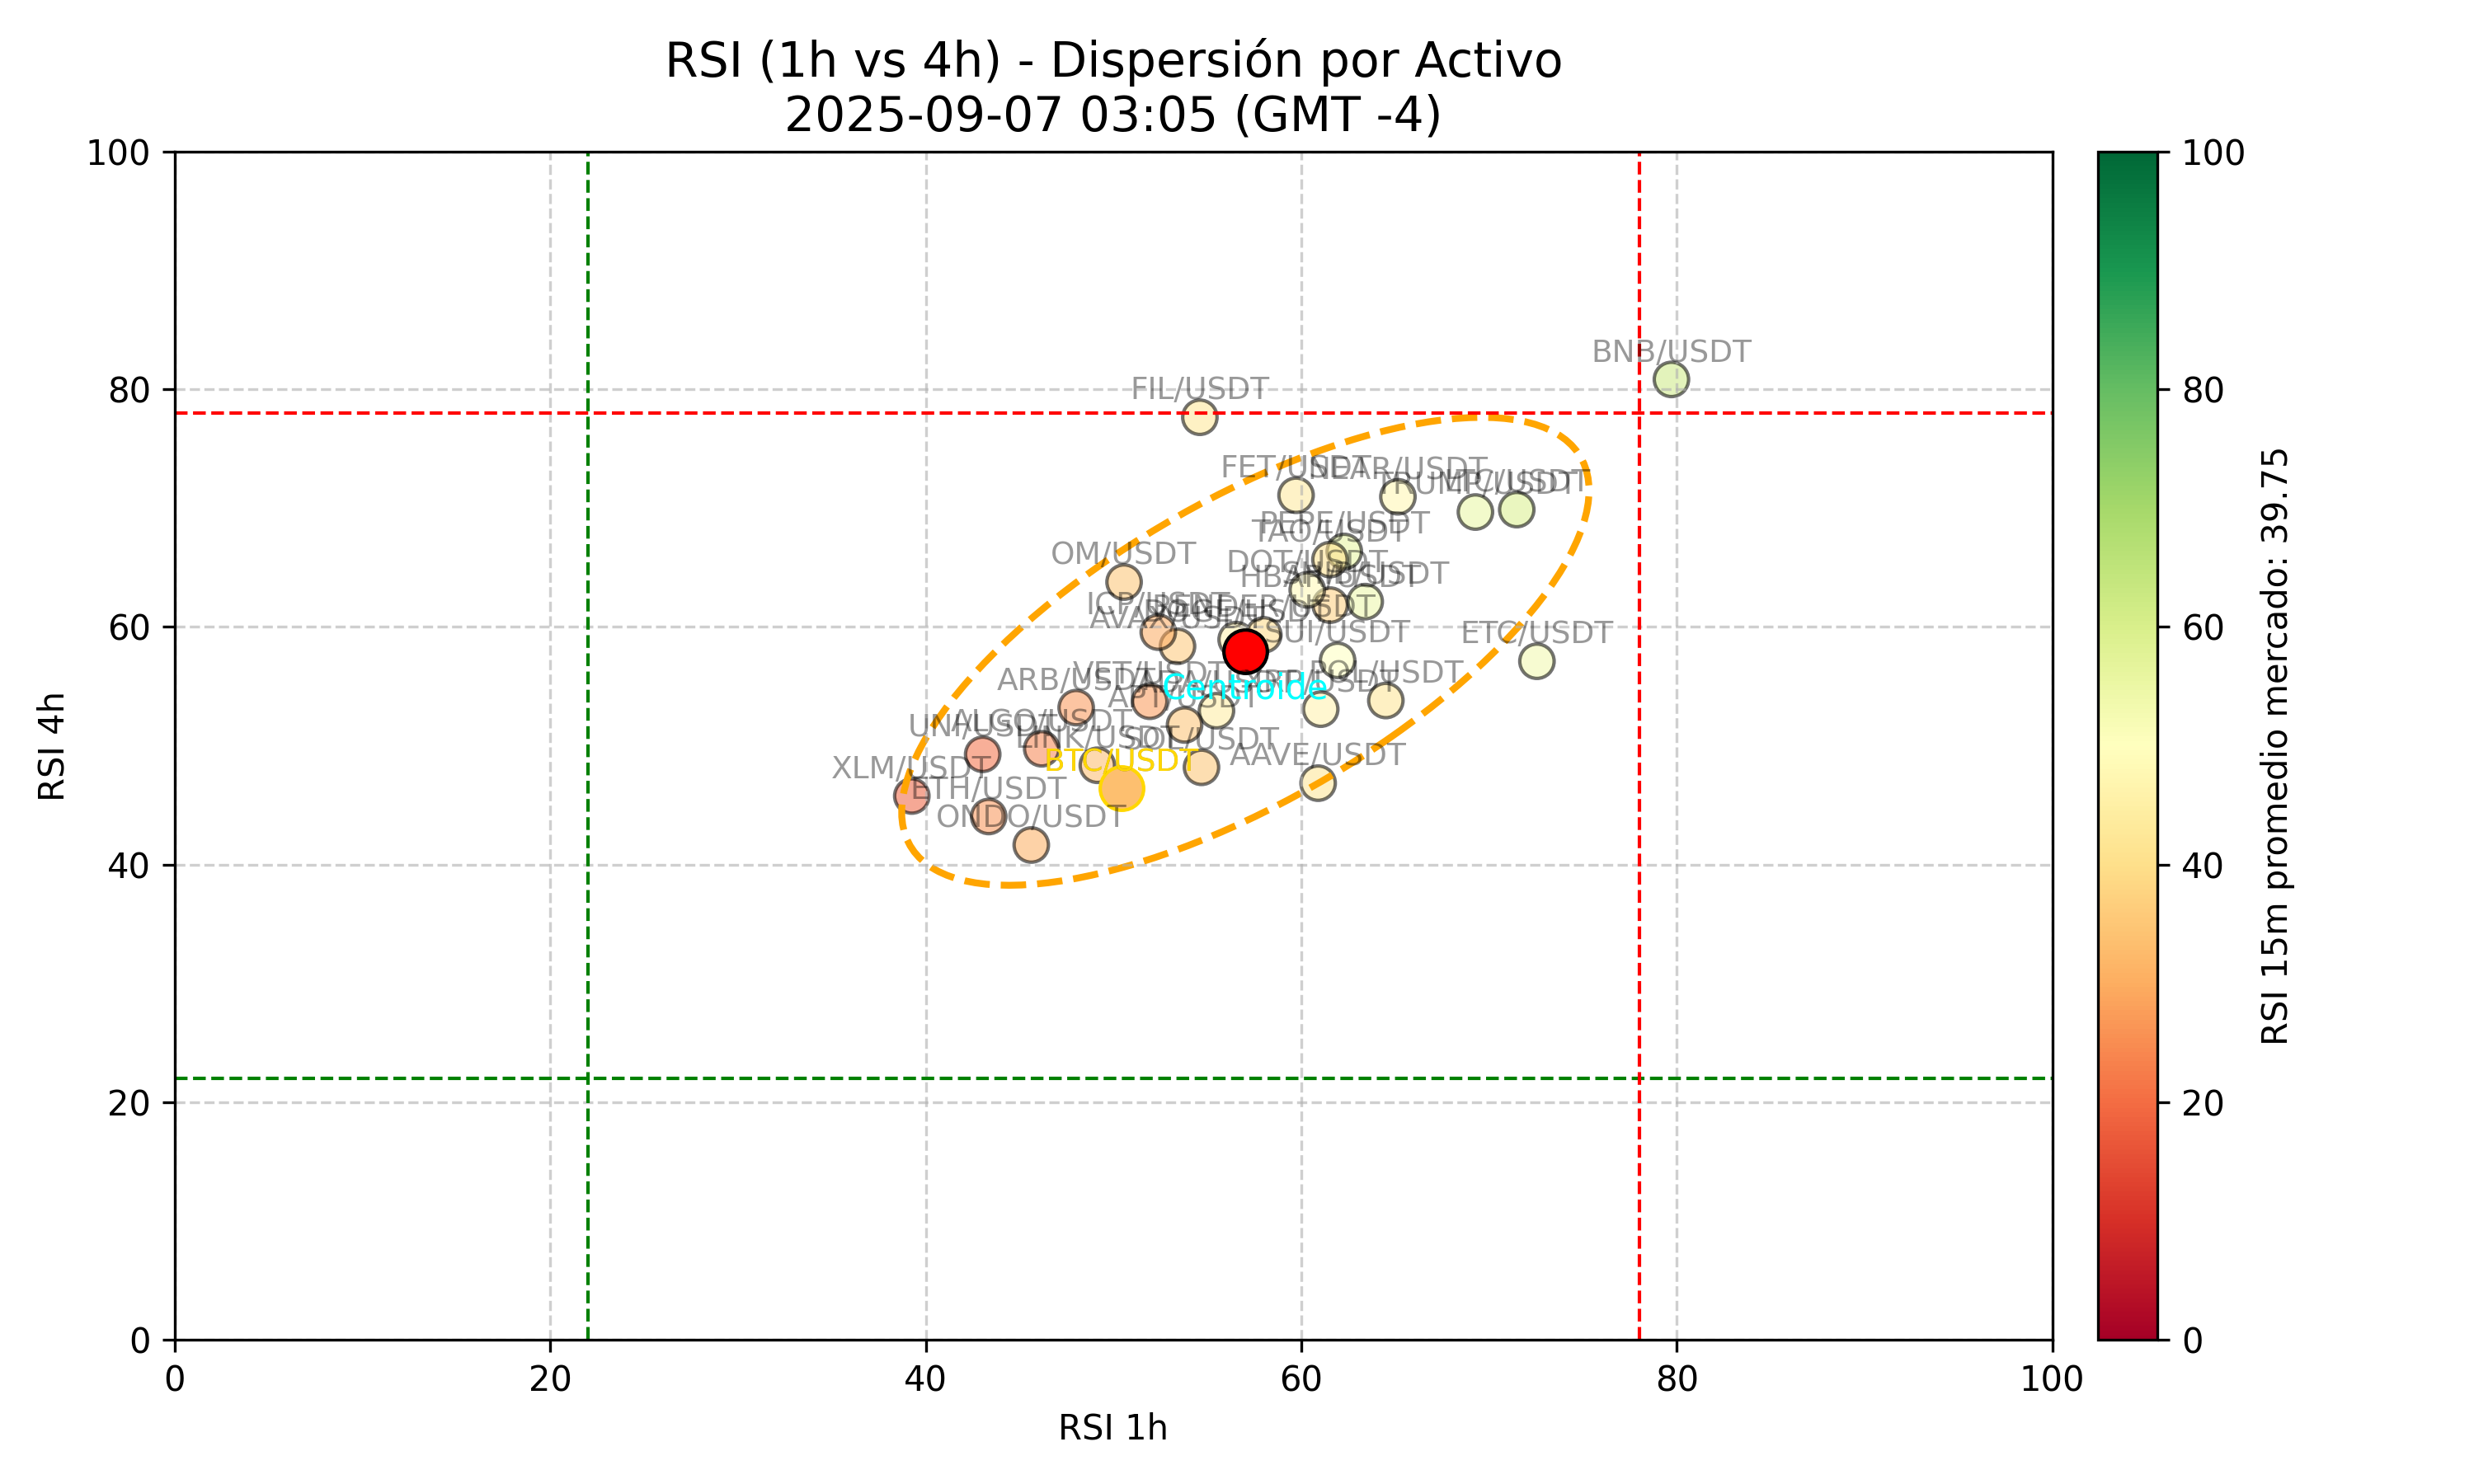 RSI (1h vs 4h) - Dispersión por Activo
2025-09-07 03:05 (GMT -4)
100
80
60
40
20
0
0
20
40
60
80
100
RSI 1h
RSI 4h
BNB/USDT
FIL/USDT
FET/USDT
NEAR/USDT
TRUMP/USDT
PEPE/USDT
TAO/USDT
OM/USDT
DOT/USDT
HBAR/USDT
ICP/USDT
RENDER/USDT
SUI/USDT
ETC/USDT
ARB/USDT
VET/USDT
POL/USDT
Centroide
UNI/USDT
ALGO/USDT
LINK/USDT
SOL/USDT
BTC/USDT
AAVE/USDT
XLM/USDT
ETH/USDT
ONDO/USDT
100
80
60
40
20
0
RSI 15m promedio mercado: 39.75